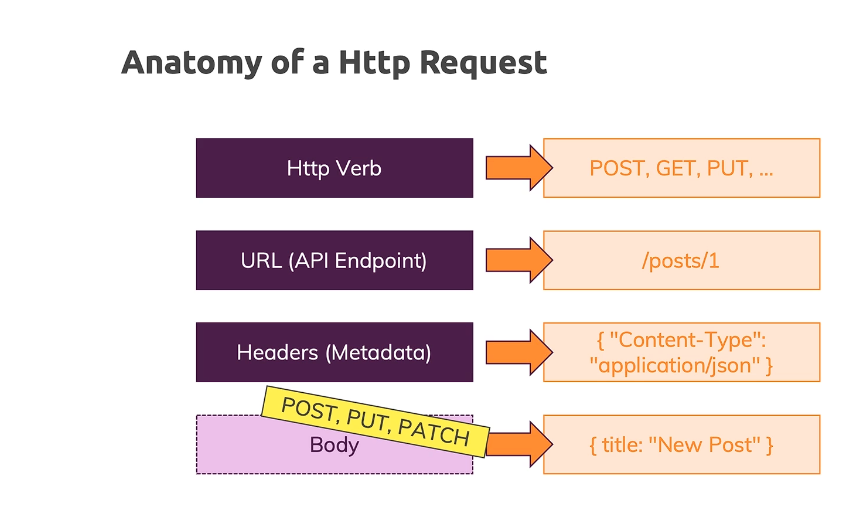 Anatomy of a Http Request
Http Verb
POST, GET, PUT, ...
URL (API Endpoint)
/posts/1
Headers (Metadata)
{ "Content-Type":
"application/json" }
POST, PUT, PATCH
Body
{ title: "New Post" }